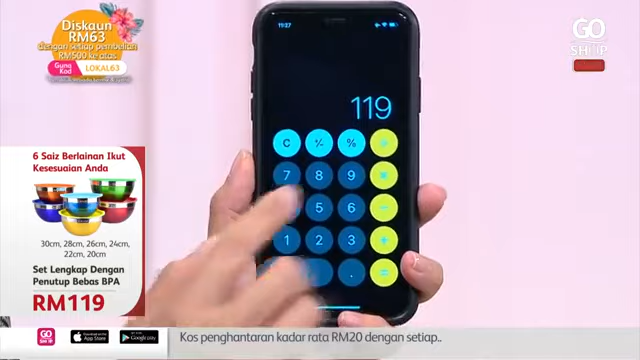 Diskaun
RM63
dengan setiap pembelian
RM500 ke atas.
Guna
Kod
LOKAL63
GO
SHOP
11:37
119
C
⁺∕₋
%
7
8
9
×
5
6
−
1
2
3
+
.
=
6 Saiz Berlainan Ikut
Kesesuaian Anda
30cm, 28cm, 26cm, 24cm,
22cm, 20cm
Set Lengkap Dengan
Penutup Bebas BPA
RM119
GO
SHOP
App Store
Google play
Kos penghantaran kadar rata RM20 dengan setiap..